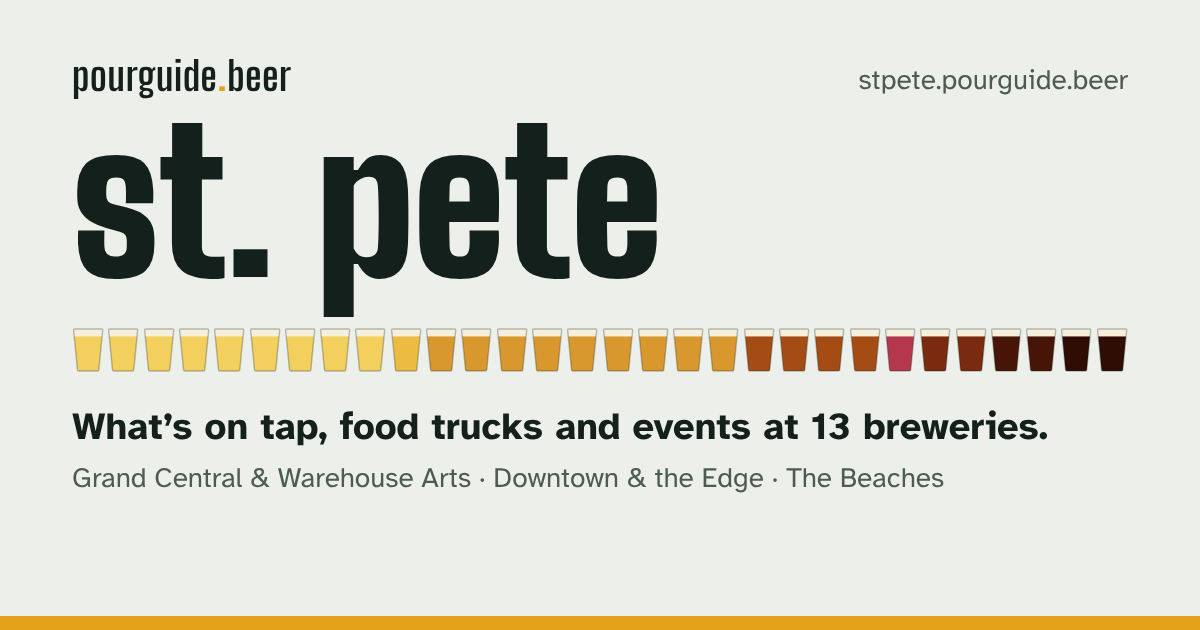 pourguide.beer
stpete.pourguide.beer
st. pete
What’s on tap, food trucks and events at 13 breweries.
Grand Central & Warehouse Arts · Downtown & the Edge · The Beaches